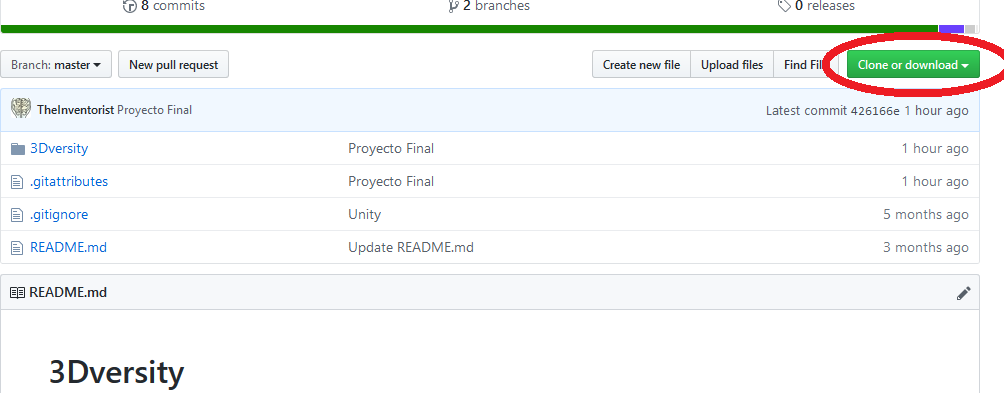 8 commits 2 branches 0 releases
Branch: master New pull request Create new file Upload files Find Clone or download
TheInventorist Proyecto Final Latest commit 426166e 1 hour ago
3Dversity Proyecto Final 1 hour ago
.gitattributes Proyecto Final 1 hour ago
.gitignore Unity 5 months ago
README.md Update README.md 3 months ago
README.md
3Dversity